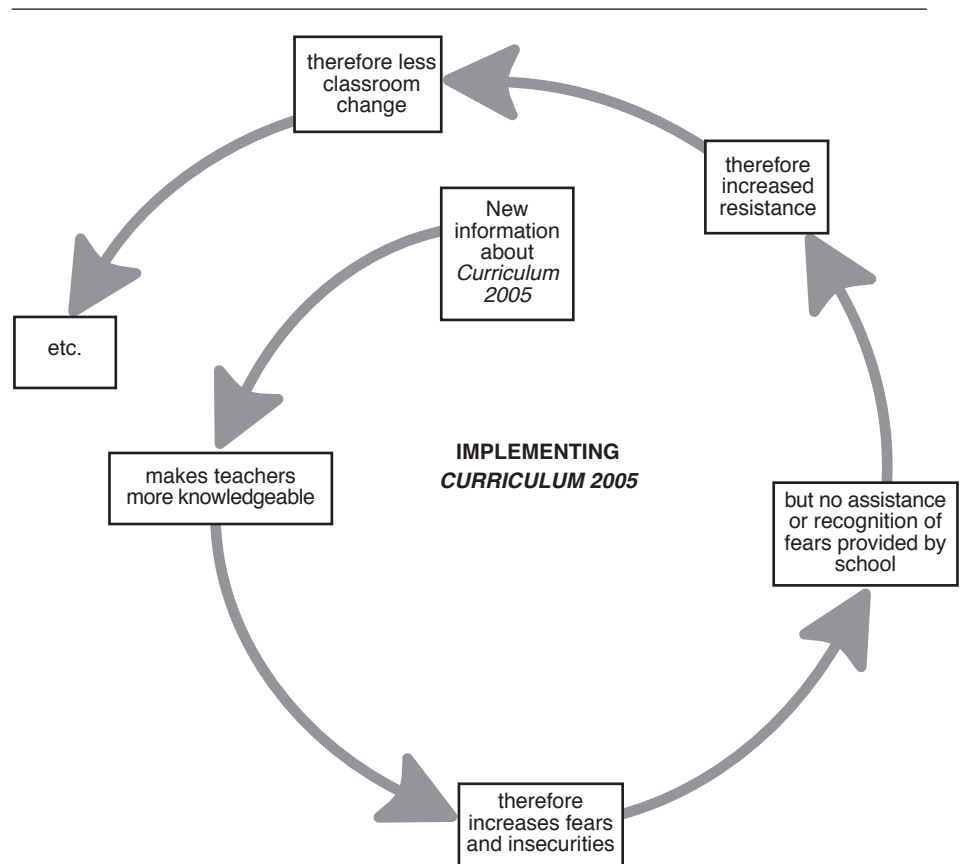 New
information
about
Curriculum
2005
makes teachers
more knowledgeable
therefore
increases fears
and insecurities
but no assistance
or recognition of
fears provided by
school
therefore
increased
resistance
therefore less
classroom
change
etc.
IMPLEMENTING
CURRICULUM 2005